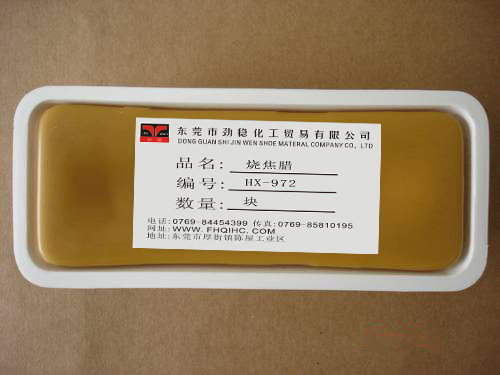 东莞市劲稳化工贸易有限公司
DONG GUAN SHI JIN WEN SHOE MATERAL COMPANY CO., LTD
品名: 烧焦腊
编号: HX-972
数量: 块
电话:0769-84454399 传真:0769-85810195
网址:WWW.FHQIHC.COM
地址:东莞市厚街镇陈屋工业区